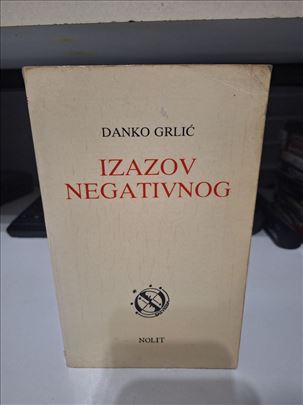 DANKO GRLIĆ
IZAZOV
NEGATIVNOG
NOLIT